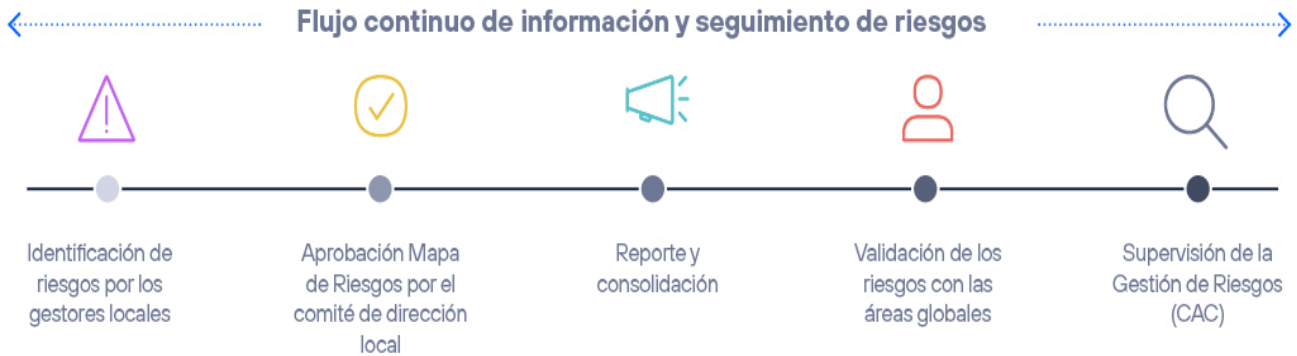 Flujo continuo de información y seguimiento de riesgos
Identificación de
riesgos por los
gestores locales
Aprobación Mapa
de Riesgos por el
comité de dirección
local
Reporte y
consolidación
Validación de los
riesgos con las
áreas globales
Supervisión de la
Gestión de Riesgos
(CAC)